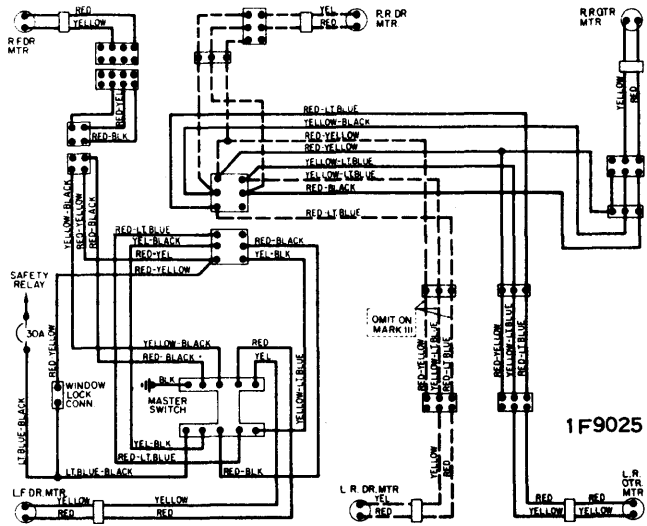 RED
YELLOW
R.F.DR.
MTR
YEL
RED
R.R DR
MTR
R.R QTR
MTR
YELLOW
RED
RED-YEL
RED-BLK
RED-LT.BLUE
YELLOW-BLACK
RED-YELLOW
RED-YELLOW
YELLOW-LT.BLUE
YELLOW-LT.BLUE
RED-BLACK
RED-LT.BLUE
YELLOW-BLACK
RED-YELLOW
RED-BLACK
RED-LT.BLUE
YEL-BLACK
RED-YEL
RED-YELLOW
RED-BLACK
YEL-BLK
SAFETY
RELAY
30A
RED YELLOW
WINDOW
LOCK
CONN.
LT.BLUE-BLACK
YELLOW-BLACK
RED-BLACK
RED
YEL
BLK
MASTER
SWITCH
YELLOW-LT.BLUE
YEL-BLK
RED-LT.BLUE
LT.BLUE-BLACK
RED-BLK
OMIT ON
MARK III
RED-YELLOW
YELLOW-LT.BLUE
RED-LT.BLUE
RED-YELLOW
YELLOW-LT.BLUE
RED-LT.BLUE
1F9025
YELLOW
RED
L.F DR.MTR
YELLOW
RED
YELLOW
RED
L R. DR.MTR
YEL
RED
RED
YELLOW
RED
YELLOW
L.R.
QTR.
MTR